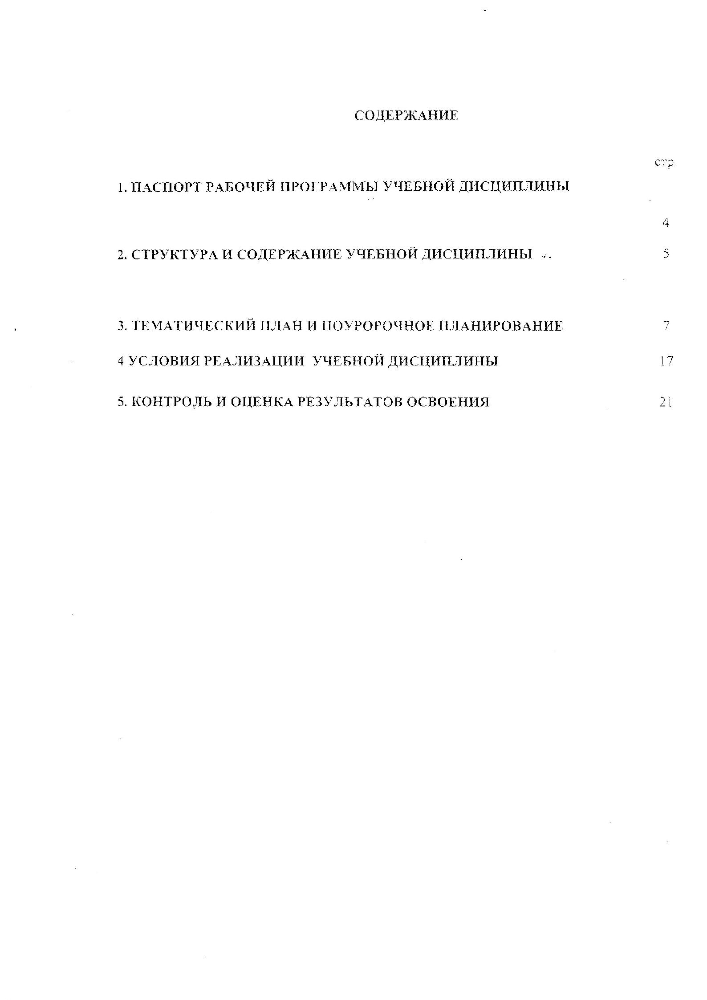 СОДЕРЖАНИЕ
стр.
1. ПАСПОРТ РАБОЧЕЙ ПРОГРАММЫ УЧЕБНОЙ ДИСЦИПЛИНЫ
4
2. СТРУКТУРА И СОДЕРЖАНИЕ УЧЕБНОЙ ДИСЦИПЛИНЫ 5
3. ТЕМАТИЧЕСКИЙ ПЛАН И ПОУРОРОЧНОЕ ПЛАНИРОВАНИЕ 7
4 УСЛОВИЯ РЕАЛИЗАЦИИ УЧЕБНОЙ ДИСЦИПЛИНЫ 17
5. КОНТРОЛЬ И ОЦЕНКА РЕЗУЛЬТАТОВ ОСВОЕНИЯ 21